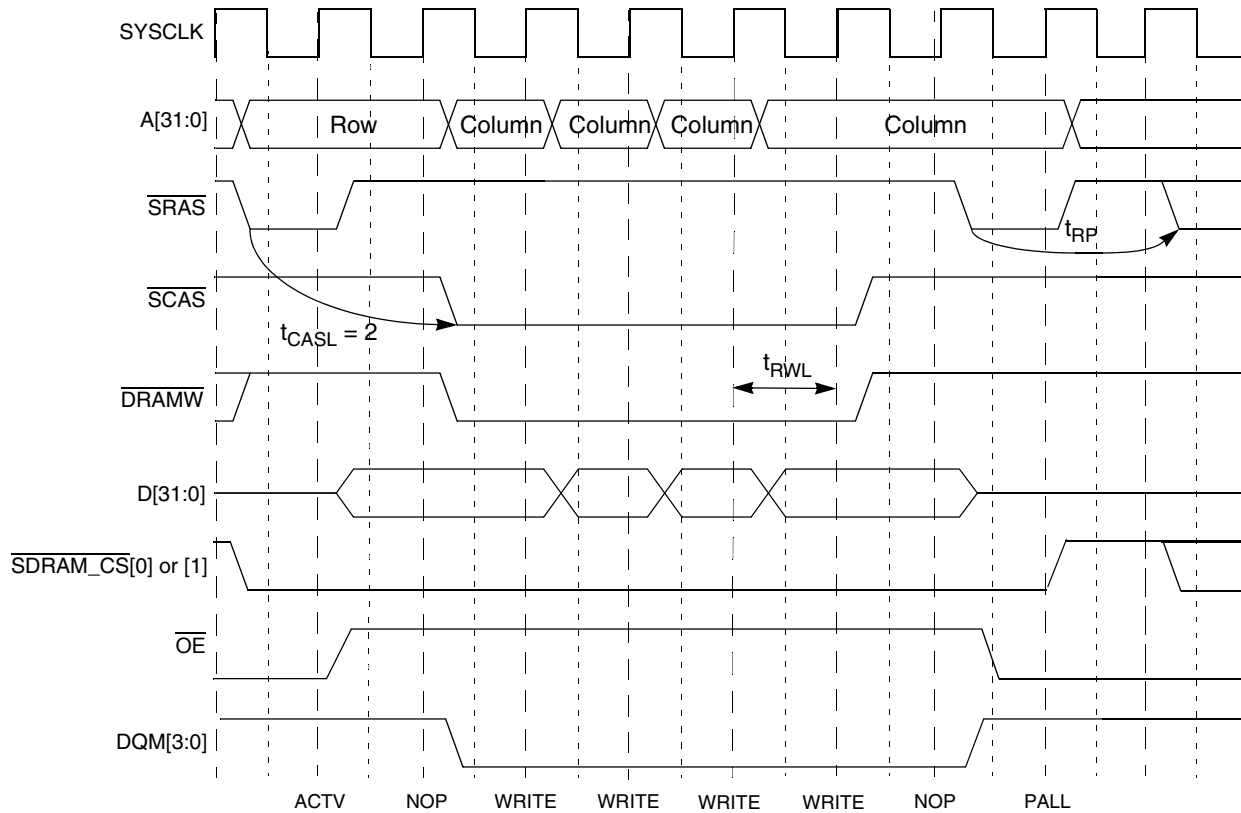 SYSCLK
A[31:0]
Row Column Column Column Column
SRAS
tRP
SCAS
tCASL = 2
tRWL
DRAMW
D[31:0]
SDRAM_CS[0] or [1]
OE
DQM[3:0]
ACTV NOP WRITE WRITE WRITE WRITE NOP PALL